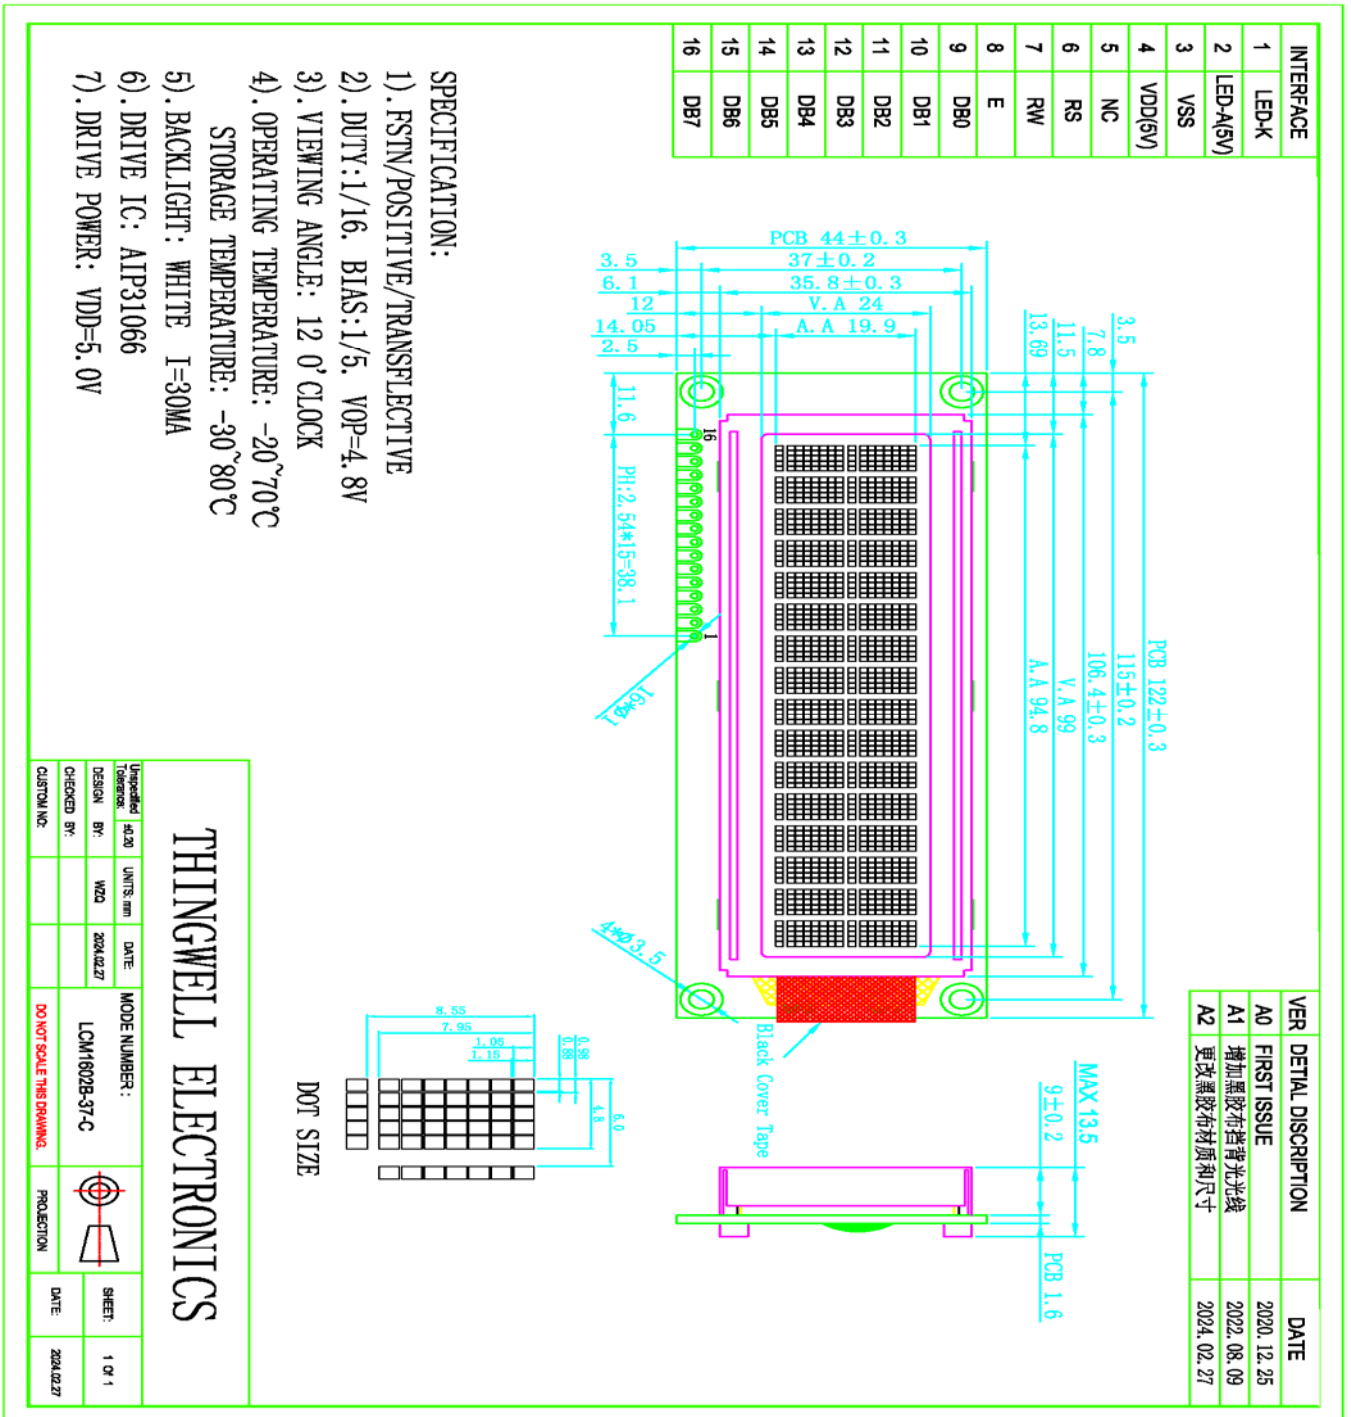 INTERFACE
1 LED-K
2 LED-A(5V)
3 VSS
4 VDD(5V)
5 NC
6 RS
7 RW
8 E
9 DB0
10 DB1
11 DB2
12 DB3
13 DB4
14 DB5
15 DB6
16 DB7
VER DETIAL DISCRIPTION DATE
A0 FIRST ISSUE 2020.12.25
A1 增加黑胶布挡背光光线 2022.08.09
A2 更改黑胶布材质和尺寸 2024.02.27
PCB 122±0.3
115±0.2
106.4±0.3
V.A 99
A.A 94.8
3.5
7.8
11.5
13.69
PCB 44±0.3
37±0.2
35.8±0.3
V.A 24
A.A 19.9
3.5
6.1
12
14.05
2.5
11.6
PH:2.54*15=38.1
16
1
16*Ø1
4*Ø3.5
Black Cover Tape
MAX 13.5
9±0.2
PCB 1.6
SPECIFICATION:
1).FSTN/POSITIVE/TRANSFLECTIVE
2).DUTY:1/16. BIAS:1/5. VOP=4.8V
3).VIEWING ANGLE: 12 O'CLOCK
4).OPERATING TEMPERATURE: -20~70℃
STORAGE TEMPERATURE: -30~80℃
5).BACKLIGHT: WHITE I=30MA
6).DRIVE IC: AIP31066
7).DRIVE POWER: VDD=5.0V
8.55
7.95
1.06
1.15
0.98
0.88
4.8
6.0
DOT SIZE
THINGWELL ELECTRONICS
Unspecified Tolerance: ±0.20 UNITS: mm DATE:
DESIGN BY: WZQ 2024.02.27
CHECKED BY:
CUSTOM NO:
MODE NUMBER:
LCM1602B-37-C
DO NOT SCALE THIS DRAWING.
PROJECTION
SHEET: 1 Of 1
DATE: 2024.02.27